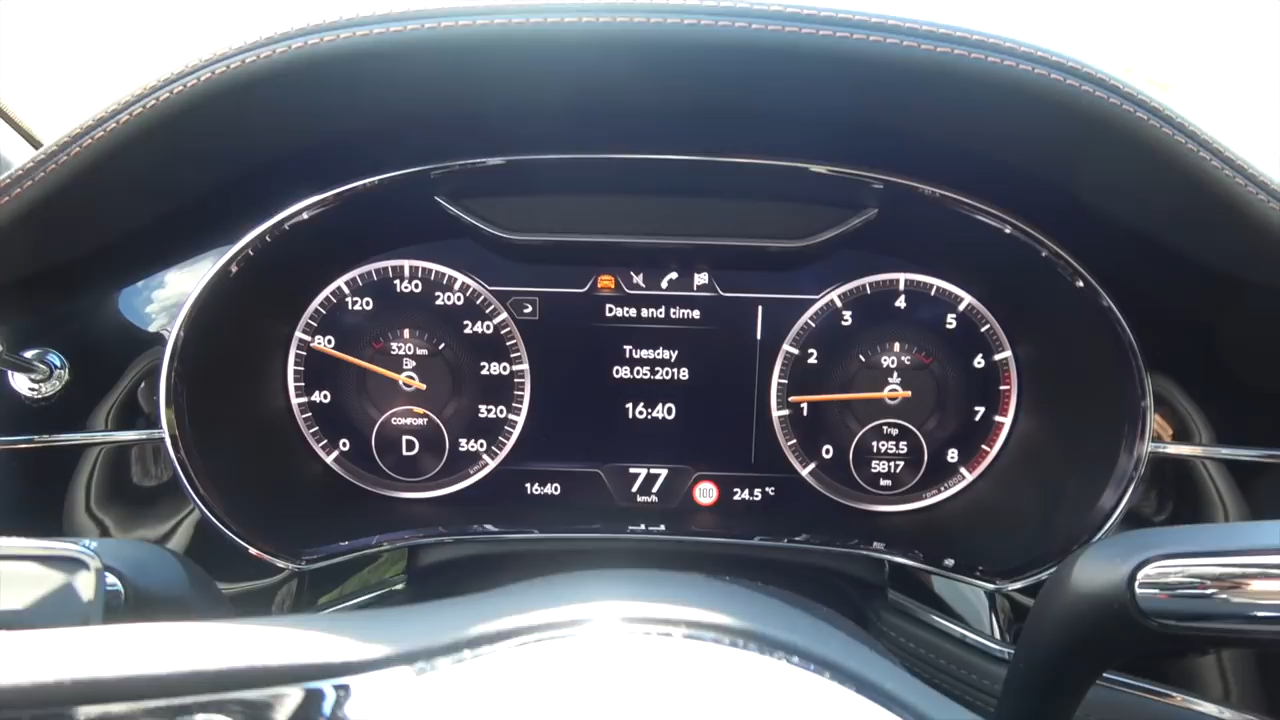 Date and time
Tuesday
08.05.2018
16:40
0
40
80
120
160
200
240
280
320
360
km/h
320 km
COMFORT
D
0
1
2
3
4
5
6
7
8
rpm x1000
90 °C
Trip
195.5
5817
km
16:40
77
km/h
100
24.5 °C